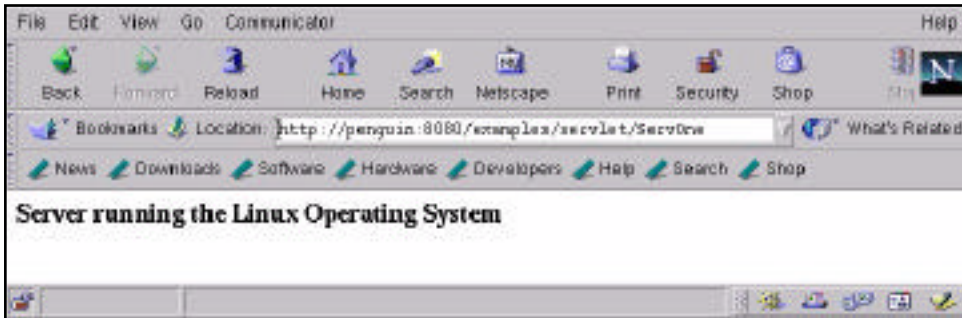 File Edit View Go Communicator Help
Back Forward Reload Home Search Netscape Print Security Shop
N
Bookmarks Location: http://penguin:8080/examples/servlet/ServOne What's Related
News Downloads Software Hardware Developers Help Search Shop
Server running the Linux Operating System